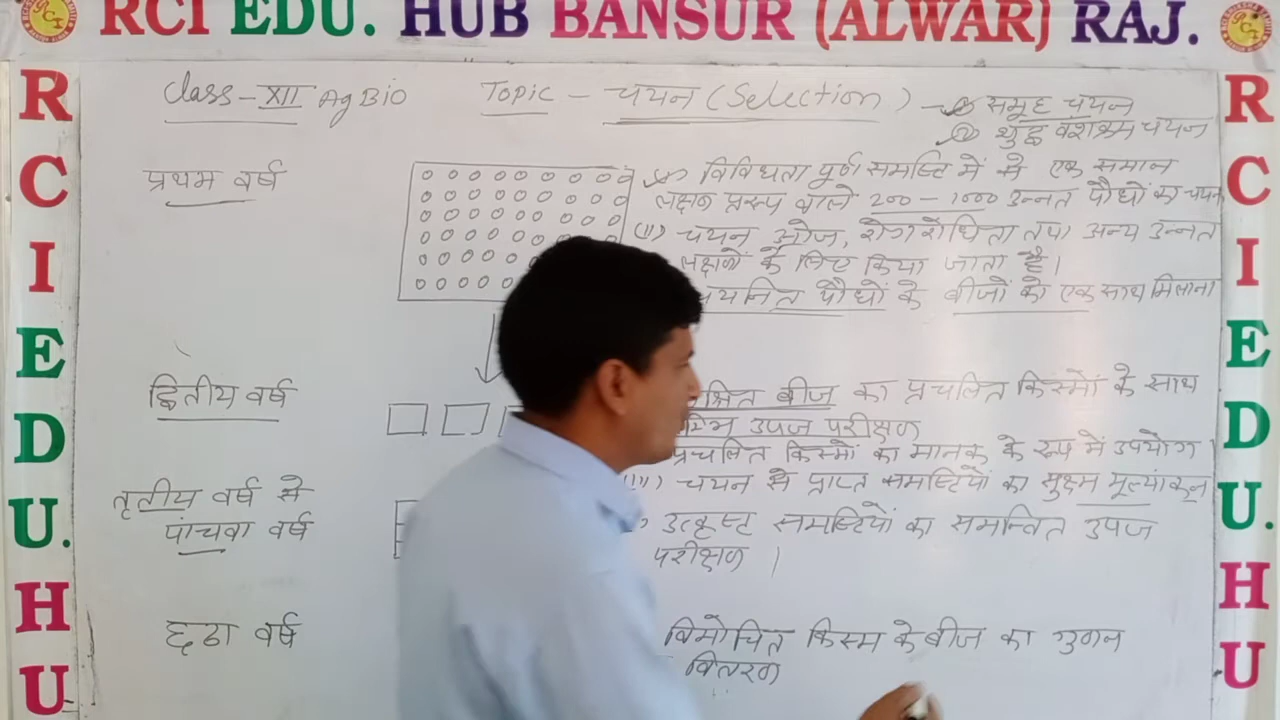 RCI EDU. HUB BANSUR (ALWAR) RAJ.
R
C
I
E
D
U.
H
U
Class - XII Ag Bio
Topic - चयन (Selection)
(i) समूह चयन
(ii) शुद्ध वंशक्रम चयन
प्रथम वर्ष
(i) विविधता पूर्ण समष्टि में से एक समान
लक्षण प्ररूप वाले 200 - 1000 उन्नत पौधों का चयन
(ii) चयन ओज, रोग रोधिता तथा अन्य उन्नत
लक्षणों के लिए किया जाता है।
चयनित पौधों के बीजों को एक साथ मिलाना
द्वितीय वर्ष
बीज का प्रचलित किस्मों के साथ
उपज परीक्षण
प्रचलित किस्मों का मानक के रूप में उपयोग।
(iii) चयन से प्राप्त समष्टियों का सुक्ष्म मूल्यांकन
तृतीय वर्ष से
पांचवा वर्ष
उत्कृष्ट समष्टियों का समन्वित उपज
परीक्षण ।
छठा वर्ष
विमोचित किस्म के बीज का गुणन
वितरण
R
C
I
E
D
U.
H
U